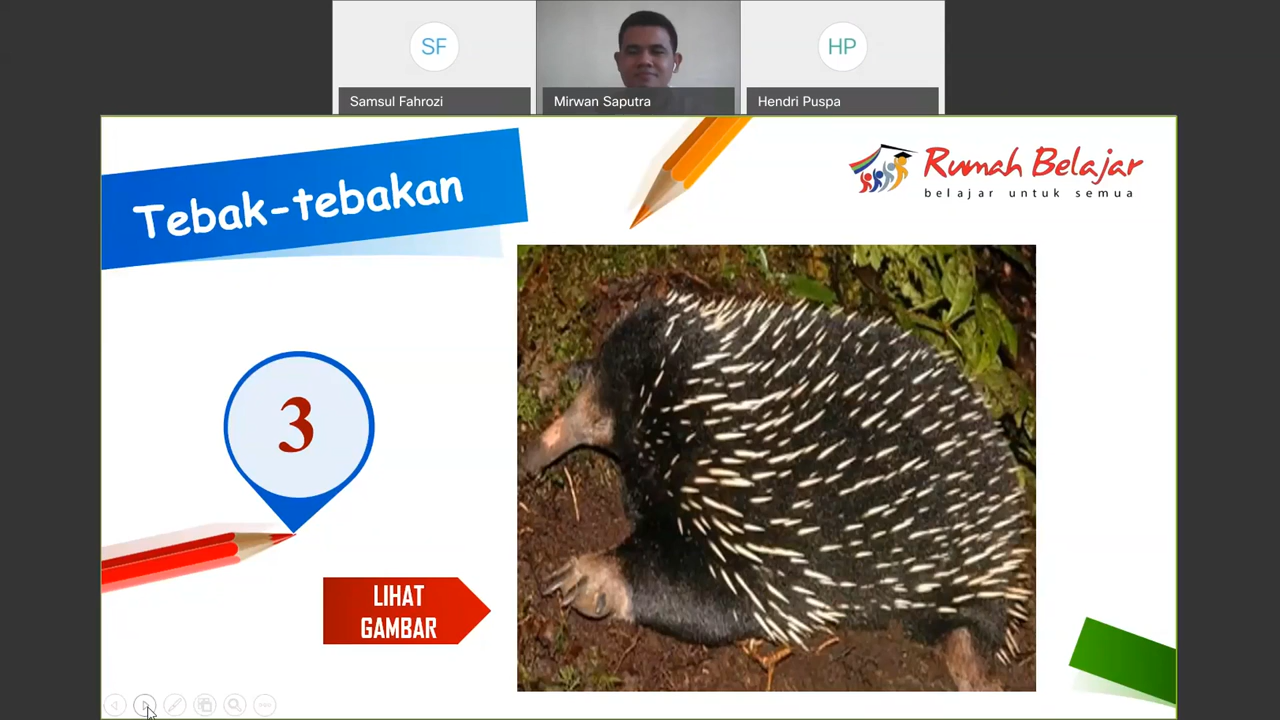 SF
Samsul Fahrozi
Mirwan Saputra
HP
Hendri Puspa
Tebak-tebakan
Rumah Belajar
belajar untuk semua
3
LIHAT
GAMBAR